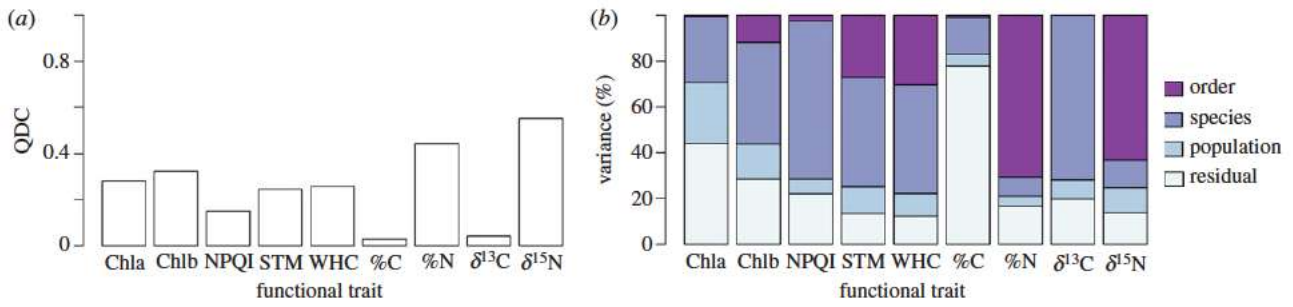 (a)
QDC
0.8
0.4
0
Chla Chlb NPQI STM WHC %C %N δ¹³C δ¹⁵N
functional trait
(b)
variance (%)
80
60
40
20
0
Chla Chlb NPQI STM WHC %C %N δ¹³C δ¹⁵N
functional trait
order
species
population
residual